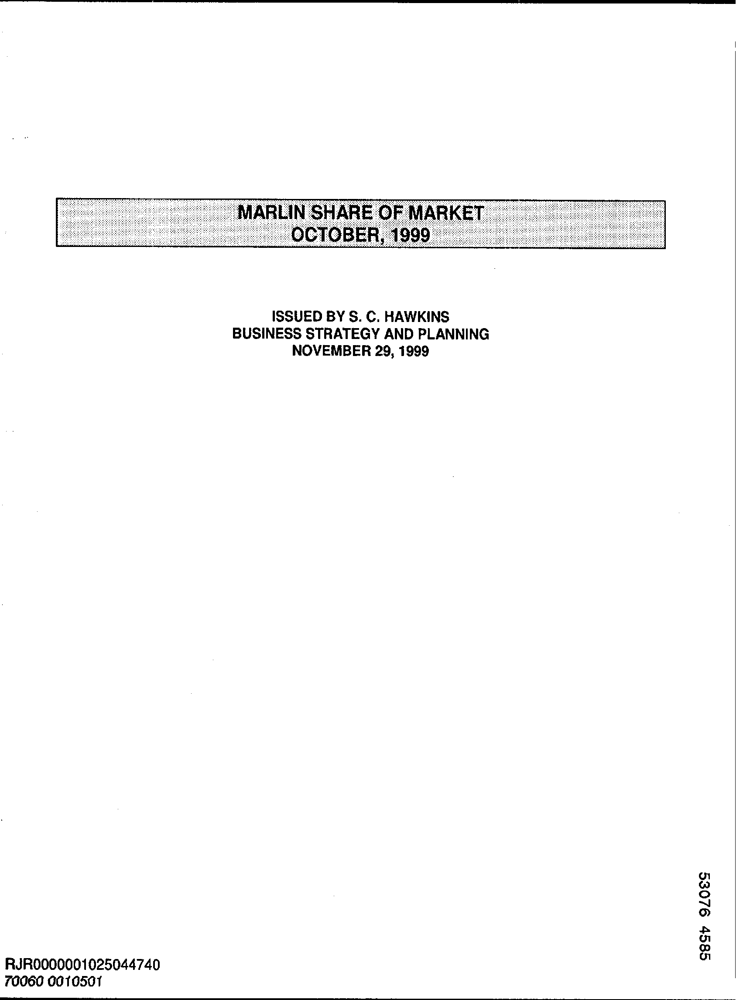 MARLIN SHARE OF MARKET
OCTOBER, 1999
ISSUED BY S. C. HAWKINS
BUSINESS STRATEGY AND PLANNING
NOVEMBER 29, 1999
53076 4585
RJR0000001025044740
70060 0010501